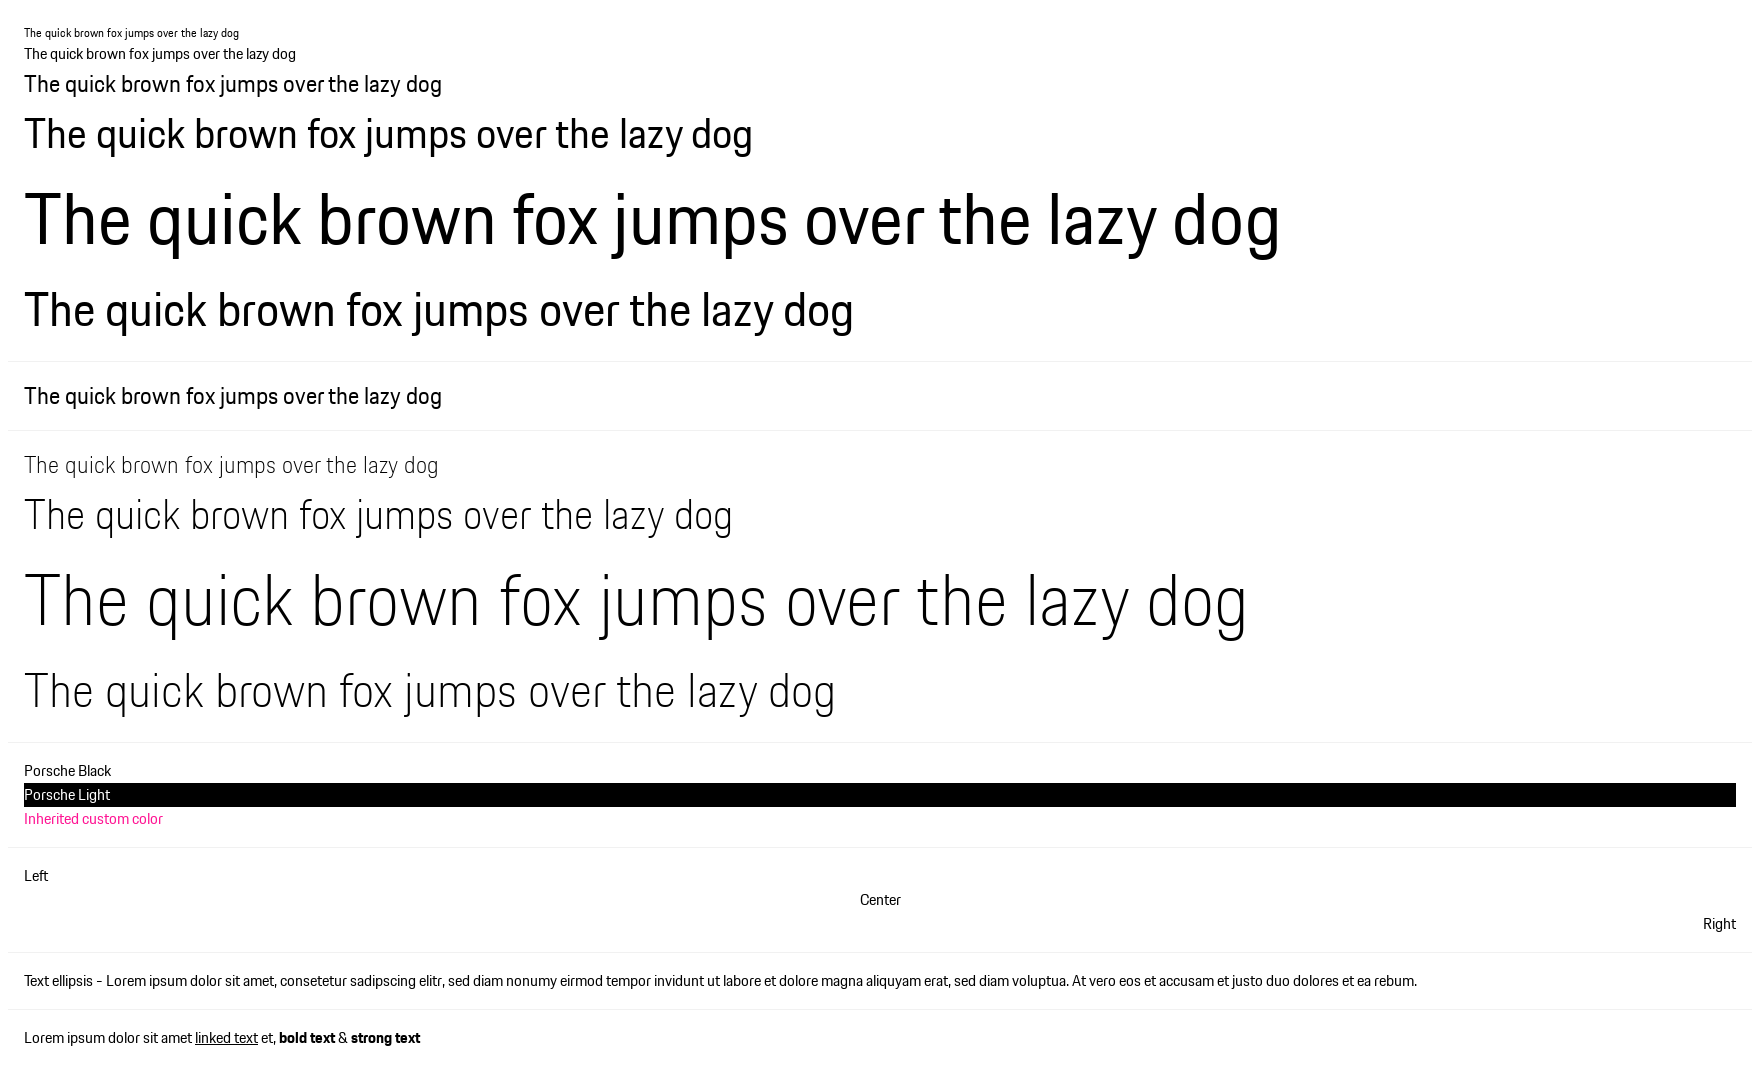 The quick brown fox jumps over the lazy dog
The quick brown fox jumps over the lazy dog
The quick brown fox jumps over the lazy dog
The quick brown fox jumps over the lazy dog
The quick brown fox jumps over the lazy dog
The quick brown fox jumps over the lazy dog
The quick brown fox jumps over the lazy dog
The quick brown fox jumps over the lazy dog
The quick brown fox jumps over the lazy dog
The quick brown fox jumps over the lazy dog
The quick brown fox jumps over the lazy dog
Porsche Black
Porsche Light
Inherited custom color
Left
Center
Right
Text ellipsis - Lorem ipsum dolor sit amet, consetetur sadipscing elitr, sed diam nonumy eirmod tempor invidunt ut labore et dolore magna aliquyam erat, sed diam voluptua. At vero eos et accusam et justo duo dolores et ea rebum.
Lorem ipsum dolor sit amet linked text et, bold text & strong text